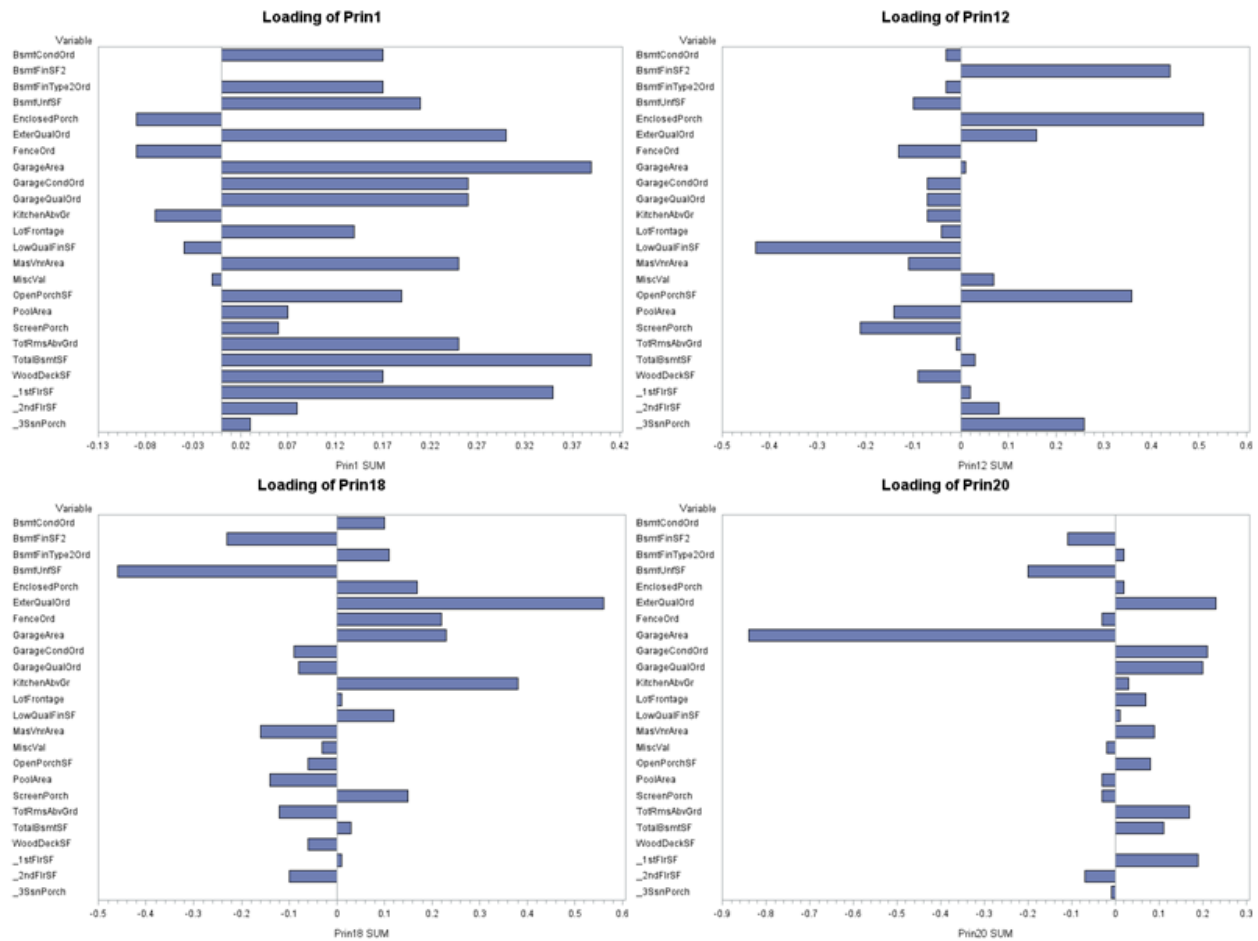 Loading of Prin1
Variable
BsmtCondOrd
BsmtFinSF2
BsmtFinType2Ord
BsmtUnfSF
EnclosedPorch
ExterQualOrd
FenceOrd
GarageArea
GarageCondOrd
GarageQualOrd
KitchenAbvGr
LotFrontage
LowQualFinSF
MasVnrArea
MiscVal
OpenPorchSF
PoolArea
ScreenPorch
TotRmsAbvGrd
TotalBsmtSF
WoodDeckSF
_1stFlrSF
_2ndFlrSF
_3SsnPorch
-0.13 -0.08 -0.03 0.02 0.07 0.12 0.17 0.22 0.27 0.32 0.37 0.42
Prin1 SUM
Loading of Prin12
Variable
BsmtCondOrd
BsmtFinSF2
BsmtFinType2Ord
BsmtUnfSF
EnclosedPorch
ExterQualOrd
FenceOrd
GarageArea
GarageCondOrd
GarageQualOrd
KitchenAbvGr
LotFrontage
LowQualFinSF
MasVnrArea
MiscVal
OpenPorchSF
PoolArea
ScreenPorch
TotRmsAbvGrd
TotalBsmtSF
WoodDeckSF
_1stFlrSF
_2ndFlrSF
_3SsnPorch
-0.5 -0.4 -0.3 -0.2 -0.1 0 0.1 0.2 0.3 0.4 0.5 0.6
Prin12 SUM
Loading of Prin18
Variable
BsmtCondOrd
BsmtFinSF2
BsmtFinType2Ord
BsmtUnfSF
EnclosedPorch
ExterQualOrd
FenceOrd
GarageArea
GarageCondOrd
GarageQualOrd
KitchenAbvGr
LotFrontage
LowQualFinSF
MasVnrArea
MiscVal
OpenPorchSF
PoolArea
ScreenPorch
TotRmsAbvGrd
TotalBsmtSF
WoodDeckSF
_1stFlrSF
_2ndFlrSF
_3SsnPorch
-0.5 -0.4 -0.3 -0.2 -0.1 0 0.1 0.2 0.3 0.4 0.5 0.6
Prin18 SUM
Loading of Prin20
Variable
BsmtCondOrd
BsmtFinSF2
BsmtFinType2Ord
BsmtUnfSF
EnclosedPorch
ExterQualOrd
FenceOrd
GarageArea
GarageCondOrd
GarageQualOrd
KitchenAbvGr
LotFrontage
LowQualFinSF
MasVnrArea
MiscVal
OpenPorchSF
PoolArea
ScreenPorch
TotRmsAbvGrd
TotalBsmtSF
WoodDeckSF
_1stFlrSF
_2ndFlrSF
_3SsnPorch
-0.9 -0.8 -0.7 -0.6 -0.5 -0.4 -0.3 -0.2 -0.1 0 0.1 0.2 0.3
Prin20 SUM